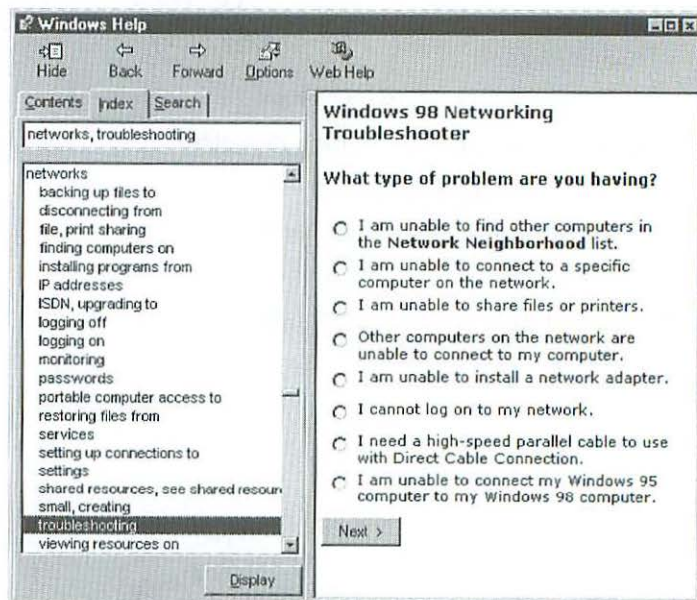 Windows Help
Hide Back Forward Options Web Help
Contents Index Search
networks, troubleshooting
networks
backing up files to
disconnecting from
file, print sharing
finding computers on
installing programs from
IP addresses
ISDN, upgrading to
logging off
logging on
monitoring
passwords
portable computer access to
restoring files from
services
setting up connections to
settings
shared resources, see shared resour
small, creating
troubleshooting
viewing resources on
Display
Windows 98 Networking
Troubleshooter
What type of problem are you having?
I am unable to find other computers in
the Network Neighborhood list.
I am unable to connect to a specific
computer on the network.
I am unable to share files or printers.
Other computers on the network are
unable to connect to my computer.
I am unable to install a network adapter.
I cannot log on to my network.
I need a high-speed parallel cable to use
with Direct Cable Connection.
I am unable to connect my Windows 95
computer to my Windows 98 computer.
Next >